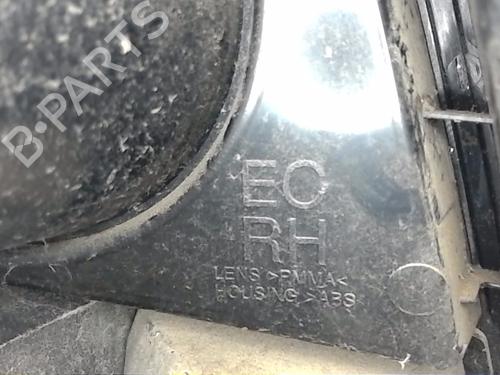 B-PARTS
EC
RH
LENS >PMMA<
HOUSING >ABS